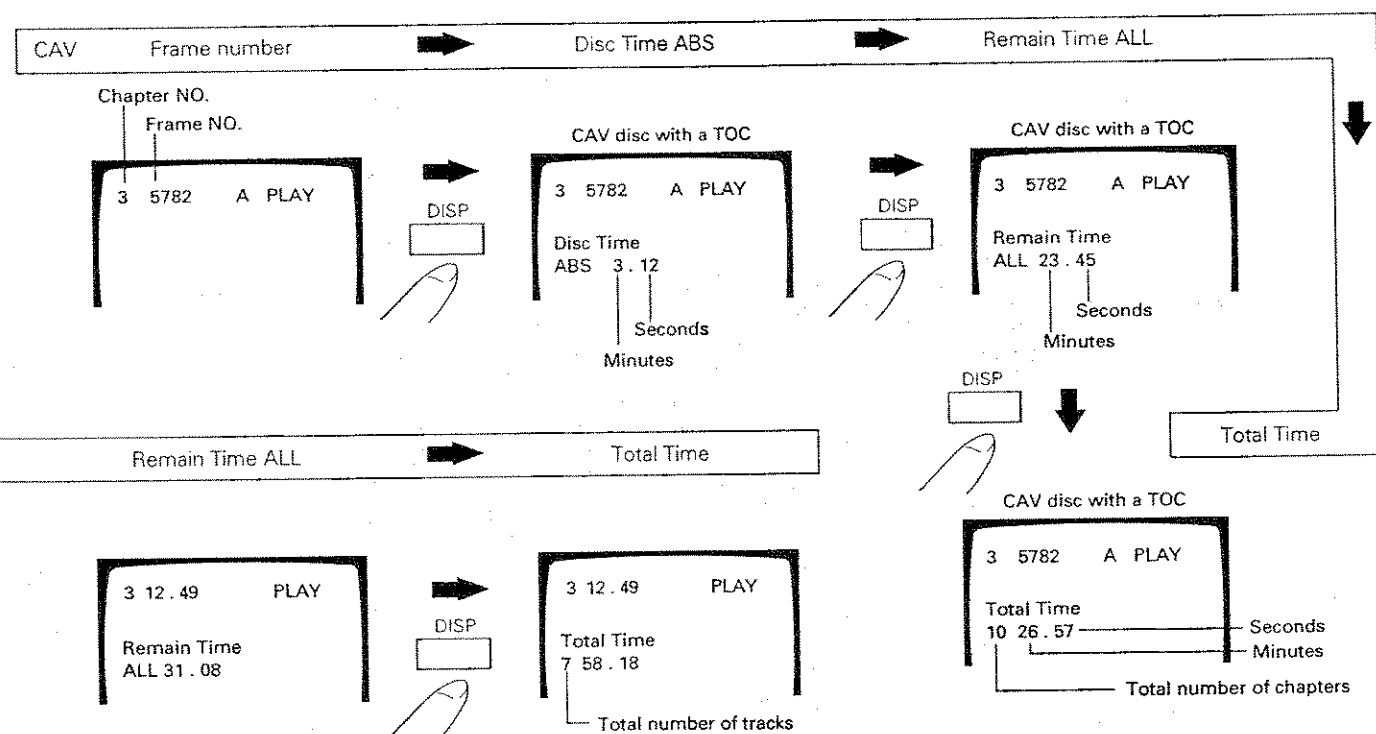 CAV Frame number Disc Time ABS Remain Time ALL
Chapter NO.
Frame NO.
3 5782 A PLAY
DISP
CAV disc with a TOC
3 5782 A PLAY
Disc Time
ABS 3.12
Seconds
Minutes
DISP
CAV disc with a TOC
3 5782 A PLAY
Remain Time
ALL 23.45
Seconds
Minutes
DISP
Total Time
CAV disc with a TOC
3 5782 A PLAY
Total Time
10 26.57
Seconds
Minutes
Total number of chapters
Remain Time ALL Total Time
3 12.49 PLAY
Remain Time
ALL 31.08
DISP
3 12.49 PLAY
Total Time
7 58.18
Total number of tracks